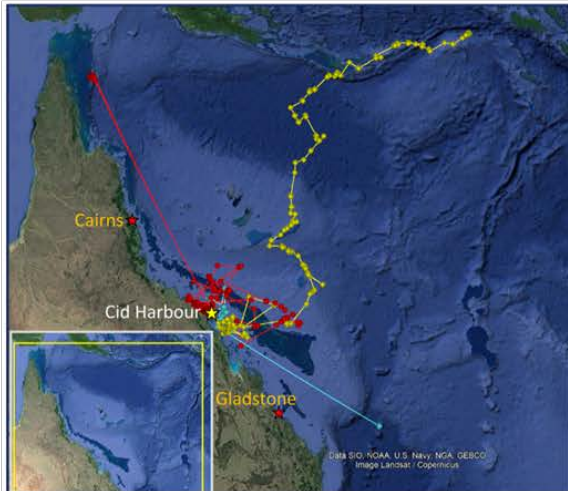 Cairns
Cid Harbour
Gladstone
Data SIO, NOAA, U.S. Navy, NGA, GEBCO
Image Landsat / Copernicus